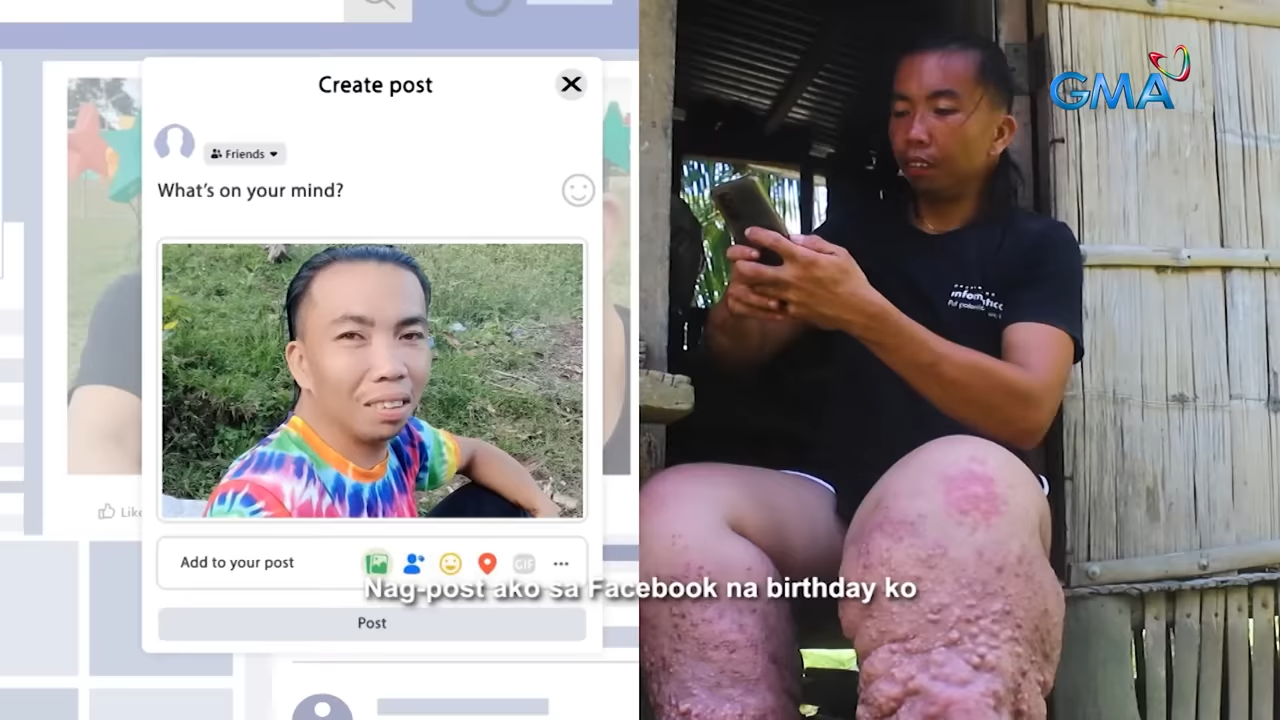 Create post
Friends
What's on your mind?
Add to your post
GIF
Like
Nag-post ako sa Facebook na birthday ko
Post
GMA